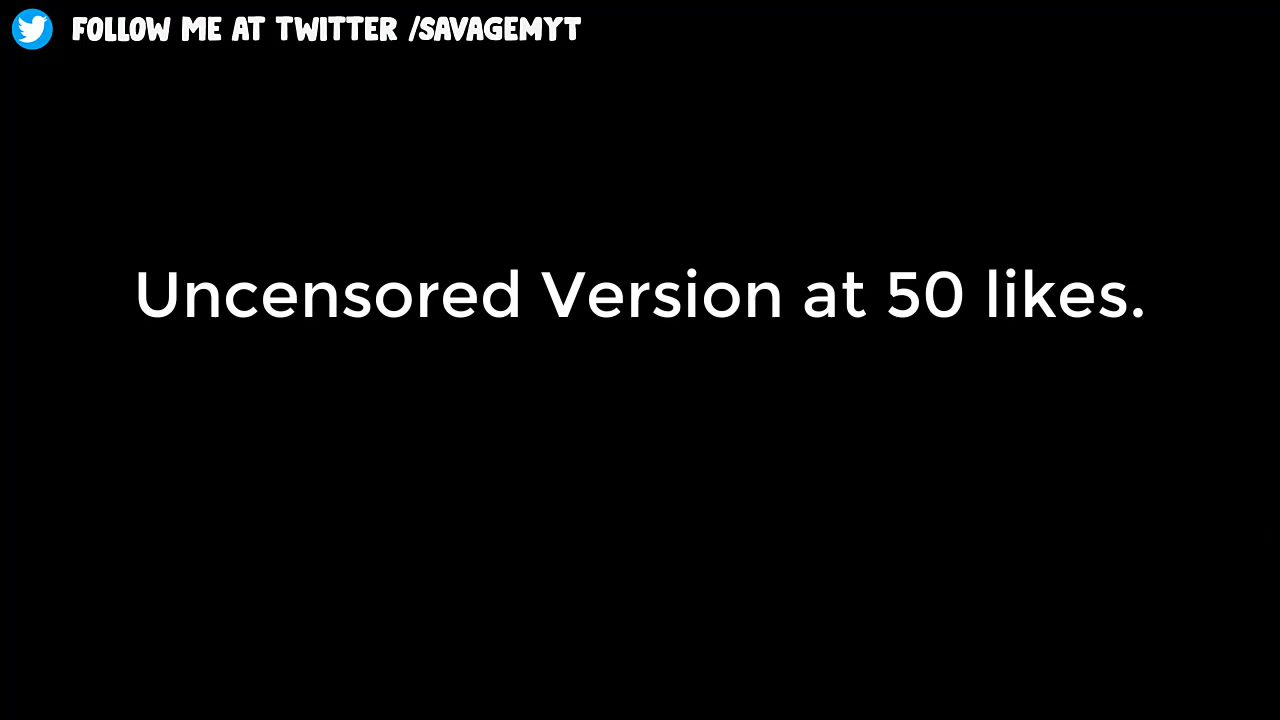 FOLLOW ME AT TWITTER /SAVAGEMYT
Uncensored Version at 50 likes.